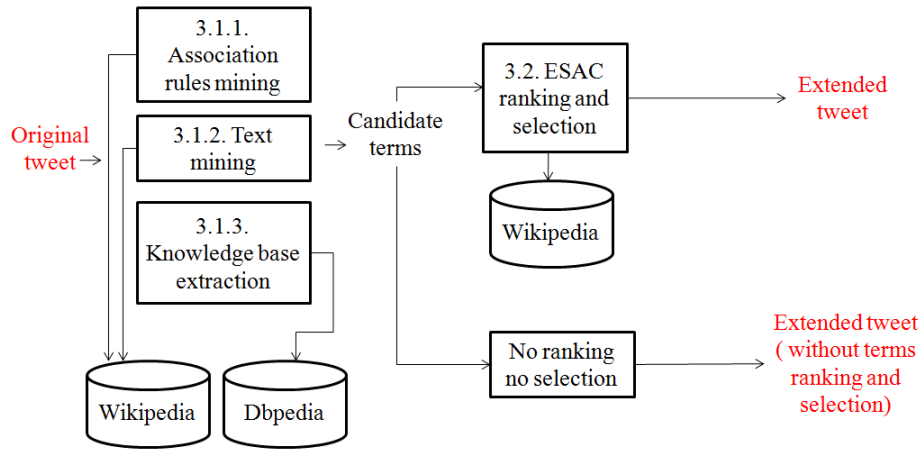 3.1.1.
Association
rules mining
Original
tweet
3.1.2. Text
mining
3.1.3.
Knowledge base
extraction
Wikipedia
Dbpedia
Candidate
terms
3.2. ESAC
ranking and
selection
Wikipedia
Extended
tweet
No ranking
no selection
Extended tweet
( without terms
ranking and
selection)